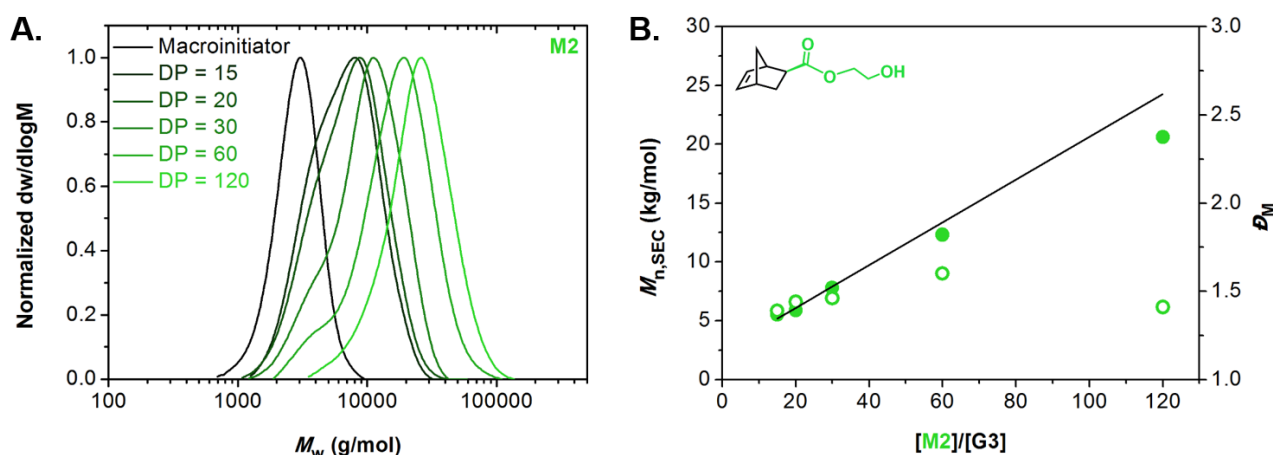 A.
M2
Macroinitiator
DP = 15
DP = 20
DP = 30
DP = 60
DP = 120
Normalized dw/dlogM
1.0
0.8
0.6
0.4
0.2
0.0
100
1000
10000
100000
Mw (g/mol)
B.
O
O
OH
Mn,SEC (kg/mol)
30
25
20
15
10
5
0
20
40
60
80
100
120
[M2]/[G3]
3.0
2.5
2.0
1.5
1.0
ĐM